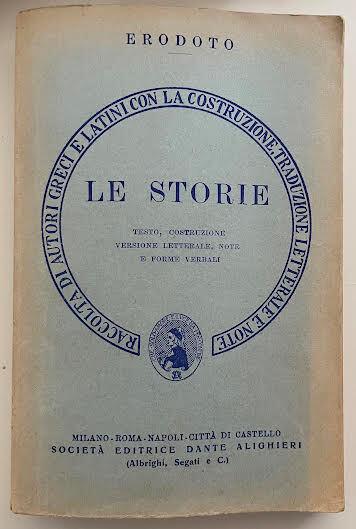 ERODOTO
RACCOLTA DI AUTORI GRECI E LATINI CON LA COSTRUZIONE, TRADUZIONE LETTERALE E NOTE
LE STORIE
TESTO, COSTRUZIONE
VERSIONE LETTERALE, NOTE
E FORME VERBALI
MILANO-ROMA-NAPOLI-CITTÀ DI CASTELLO
SOCIETÀ EDITRICE DANTE ALIGHIERI
(Albrighi, Segati e C.)